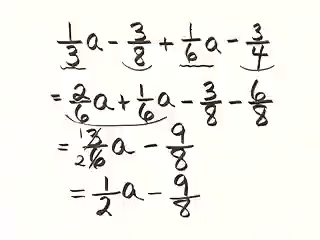 1/3 a - 3/8 + 1/6 a - 3/4
= 2/6 a + 1/6 a - 3/8 - 6/8
= 3/6 a - 9/8
= 1/2 a - 9/8